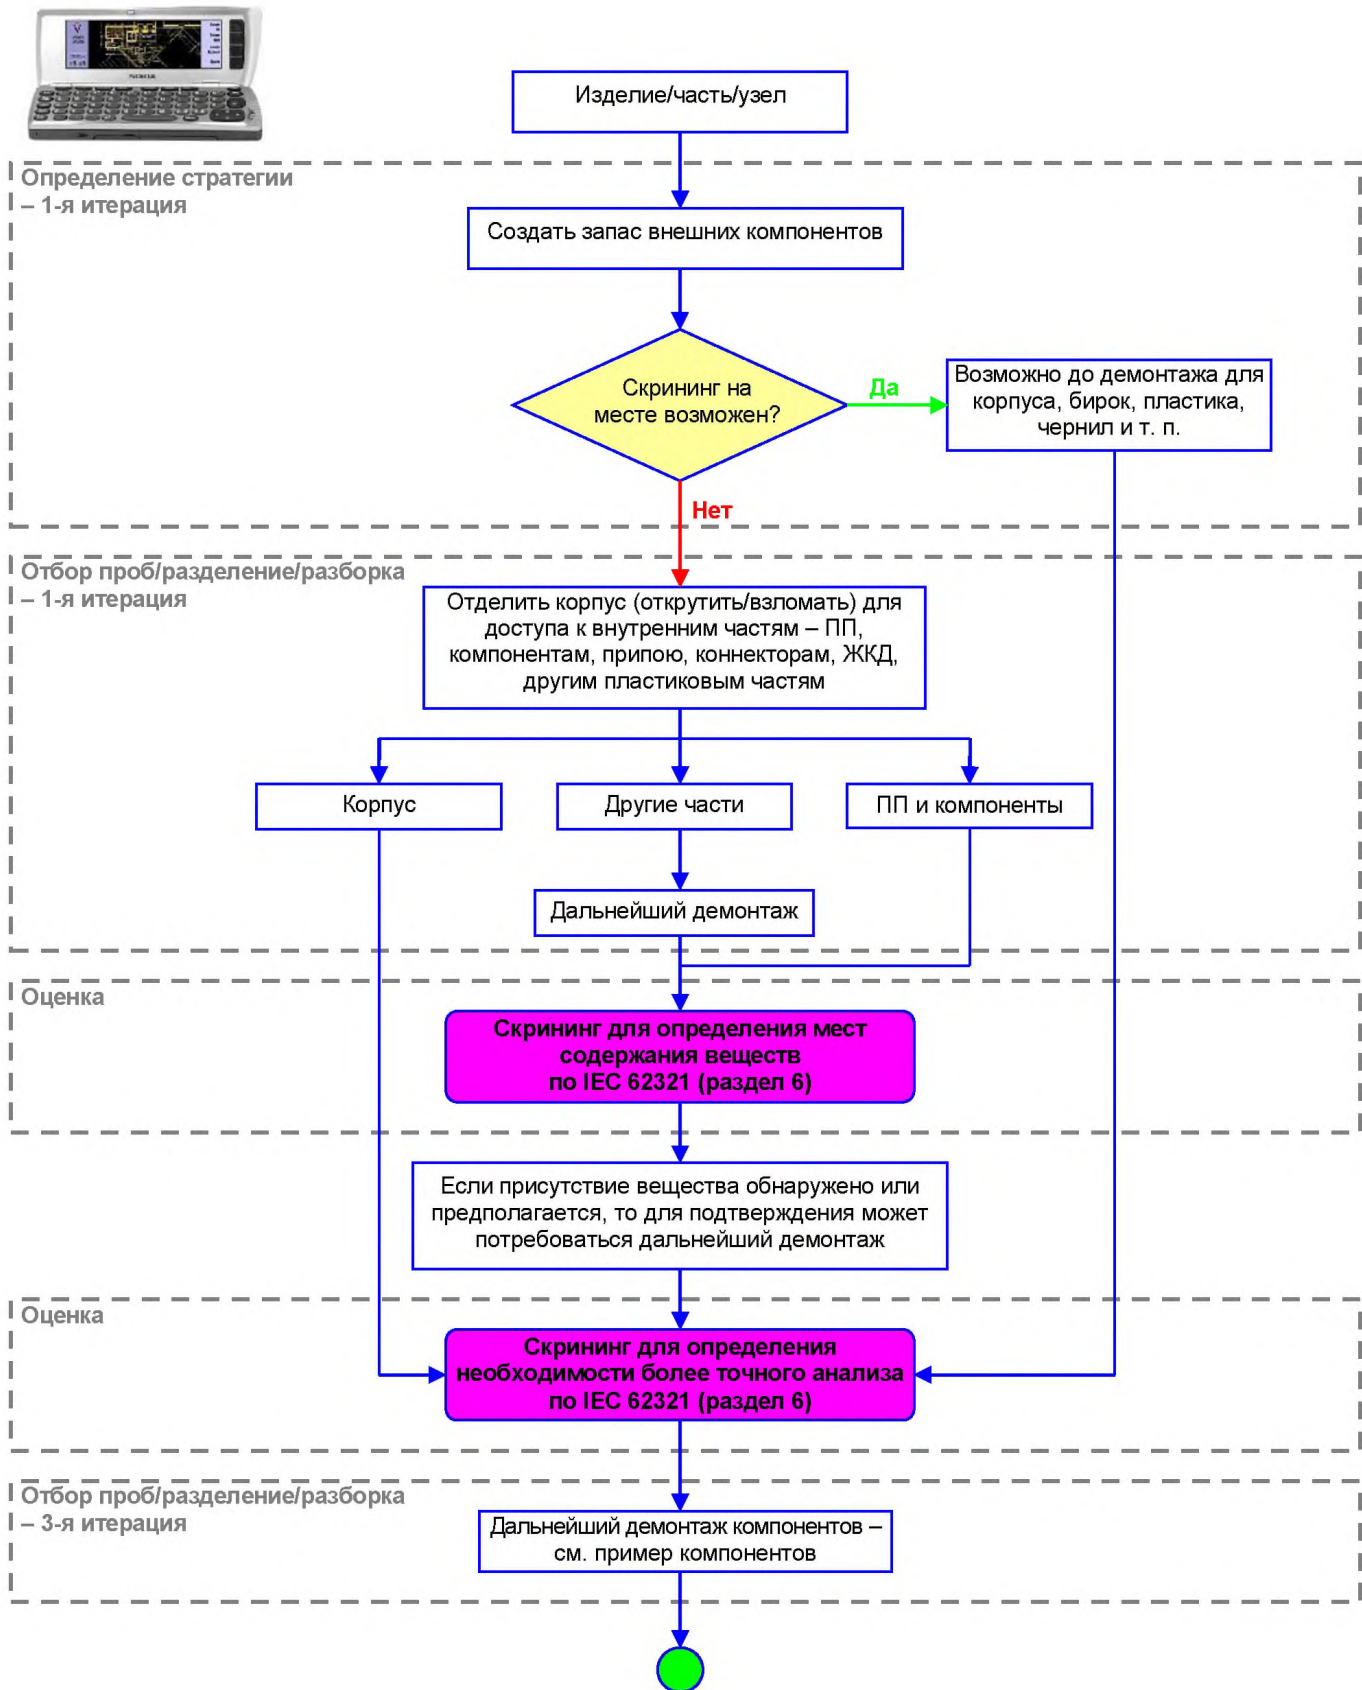 NOKIA
Изделие/часть/узел
Определение стратегии
– 1-я итерация
Создать запас внешних компонентов
Скрининг на
месте возможен?
Да
Возможно до демонтажа для
корпуса, бирок, пластика,
чернил и т. п.
Нет
Отбор проб/разделение/разборка
– 1-я итерация
Отделить корпус (открутить/взломать) для
доступа к внутренним частям – ПП,
компонентам, припою, коннекторам, ЖКД,
другим пластиковым частям
Корпус
Другие части
ПП и компоненты
Дальнейший демонтаж
Оценка
Скрининг для определения мест
содержания веществ
по IEC 62321 (раздел 6)
Если присутствие вещества обнаружено или
предполагается, то для подтверждения может
потребоваться дальнейший демонтаж
Оценка
Скрининг для определения
необходимости более точного анализа
по IEC 62321 (раздел 6)
Отбор проб/разделение/разборка
– 3-я итерация
Дальнейший демонтаж компонентов –
см. пример компонентов